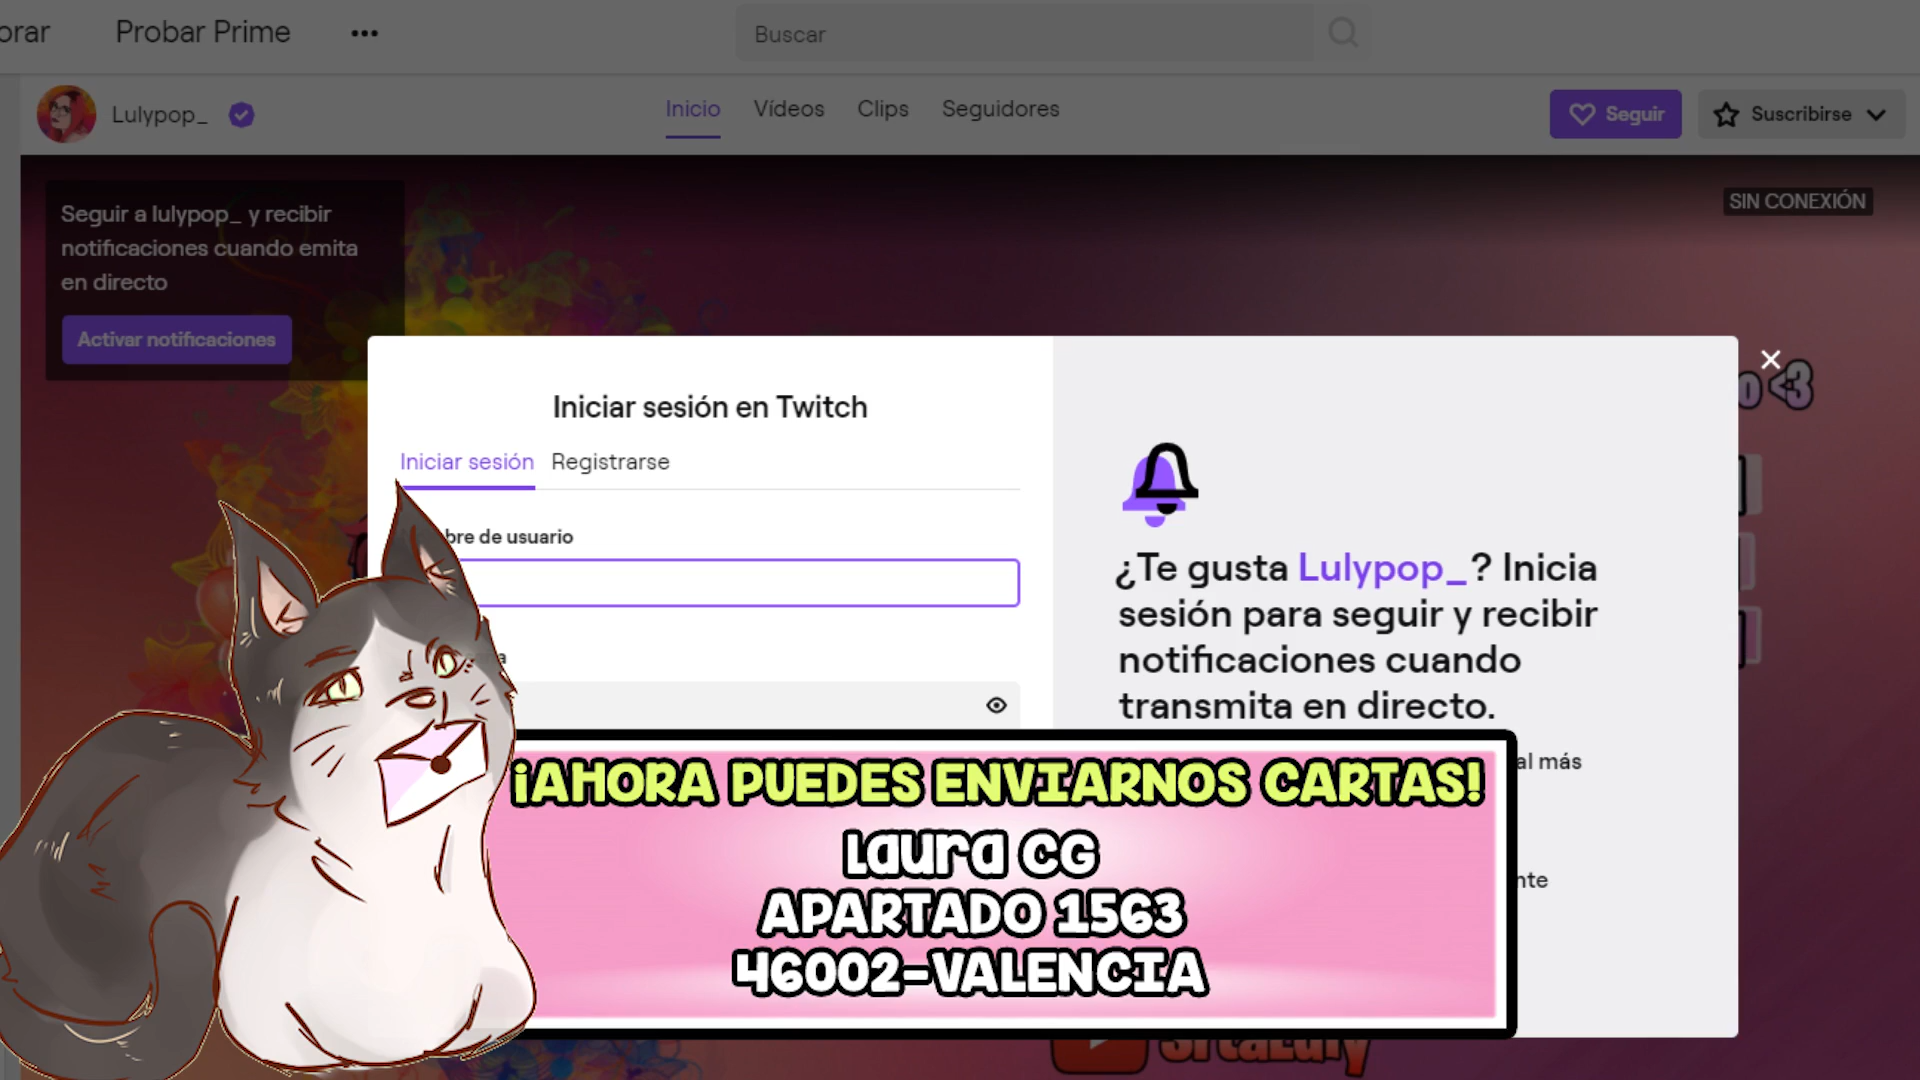 orar Probar Prime ••• Buscar
Lulypop_ Inicio Vídeos Clips Seguidores Seguir Suscribirse
SIN CONEXIÓN
Seguir a lulypop_ y recibir
notificaciones cuando emita
en directo
Activar notificaciones
o <3
Iniciar sesión en Twitch
Iniciar sesión Registrarse
bre de usuario
a
¿Te gusta Lulypop_? Inicia
sesión para seguir y recibir
notificaciones cuando
transmita en directo.
al más
nte
¡AHORA PUEDES ENVIARNOS CARTAS!
Laura CG
APARTADO 1563
46002-VALENCIA